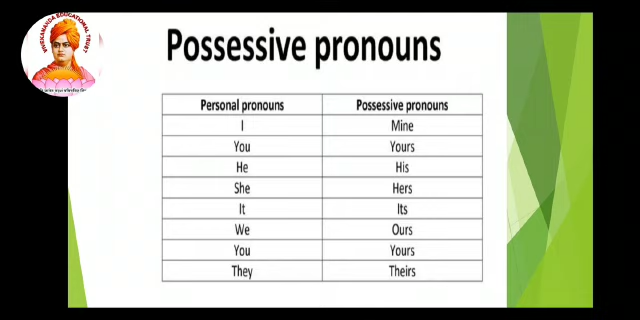 VIVEKANANDA EDUCATIONAL TRUST
Possessive pronouns
Personal pronouns Possessive pronouns
I Mine
You Yours
He His
She Hers
It Its
We Ours
You Yours
They Theirs